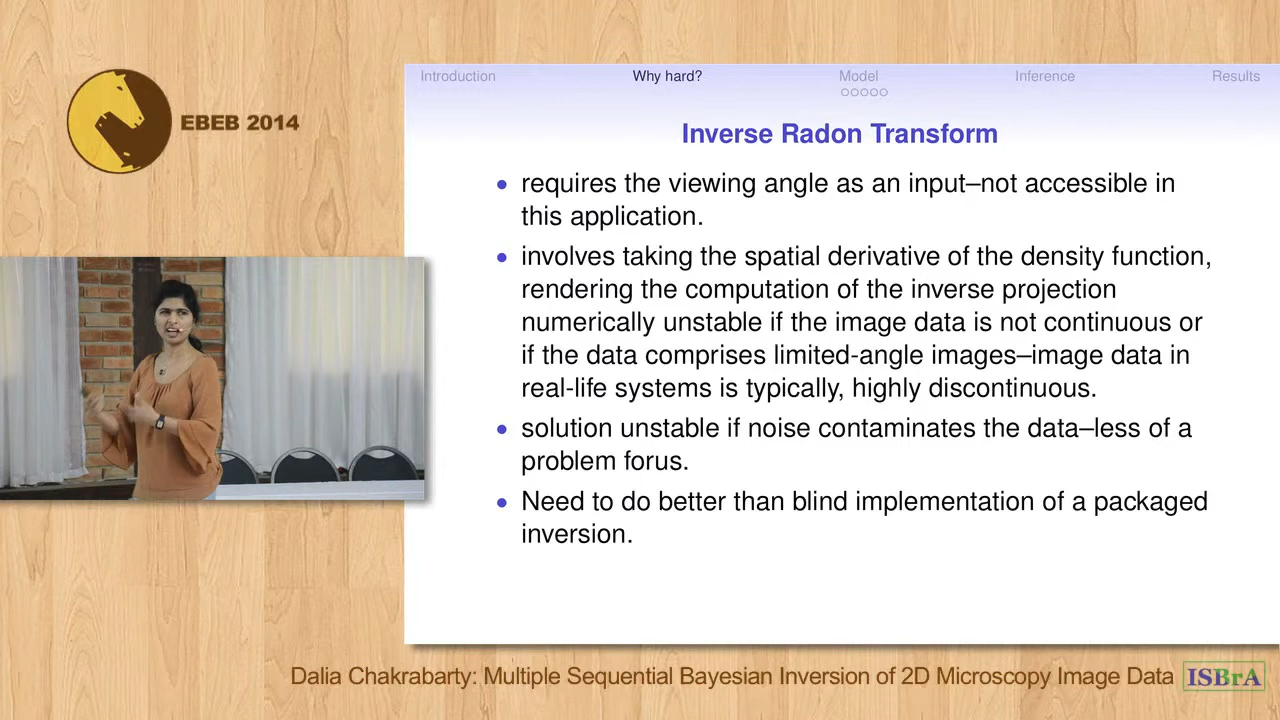 EBEB 2014
Introduction Why hard? Model Inference Results
Inverse Radon Transform
• requires the viewing angle as an input–not accessible in
this application.
• involves taking the spatial derivative of the density function,
rendering the computation of the inverse projection
numerically unstable if the image data is not continuous or
if the data comprises limited-angle images–image data in
real-life systems is typically, highly discontinuous.
• solution unstable if noise contaminates the data–less of a
problem forus.
• Need to do better than blind implementation of a packaged
inversion.
Dalia Chakrabarty: Multiple Sequential Bayesian Inversion of 2D Microscopy Image Data
ISBrA